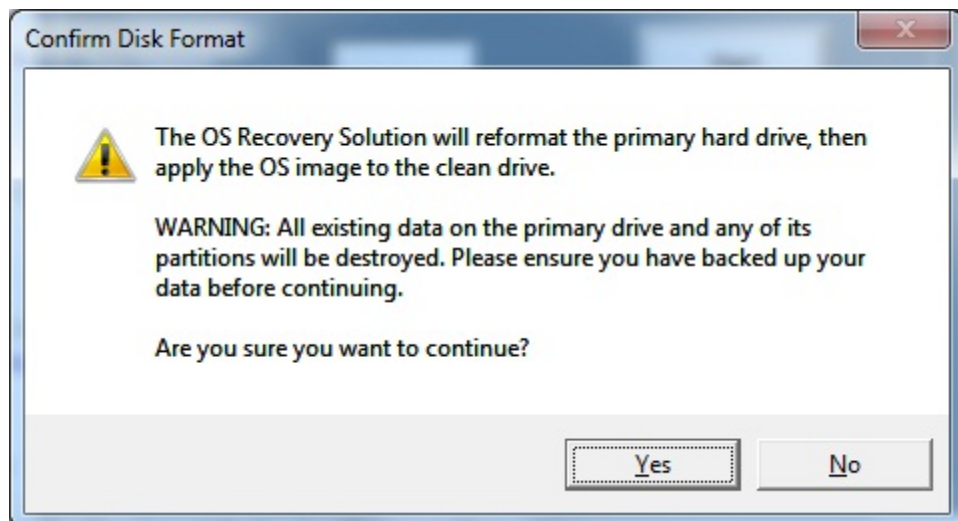 Confirm Disk Format
The OS Recovery Solution will reformat the primary hard drive, then
apply the OS image to the clean drive.
WARNING: All existing data on the primary drive and any of its
partitions will be destroyed. Please ensure you have backed up your
data before continuing.
Are you sure you want to continue?
Yes
No